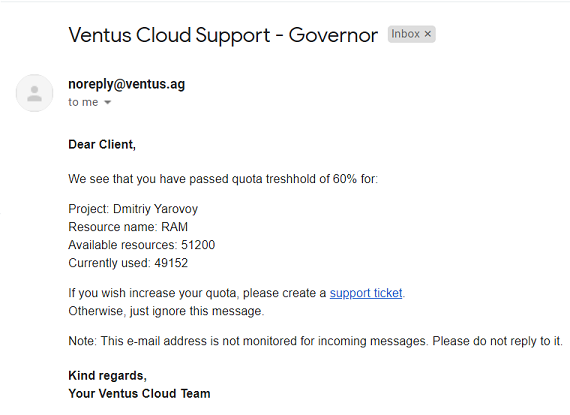 Ventus Cloud Support - Governor Inbox ×
noreply@ventus.ag
to me
Dear Client,
We see that you have passed quota treshhold of 60% for:
Project: Dmitriy Yarovoy
Resource name: RAM
Available resources: 51200
Currently used: 49152
If you wish increase your quota, please create a support ticket.
Otherwise, just ignore this message.
Note: This e-mail address is not monitored for incoming messages. Please do not reply to it.
Kind regards,
Your Ventus Cloud Team